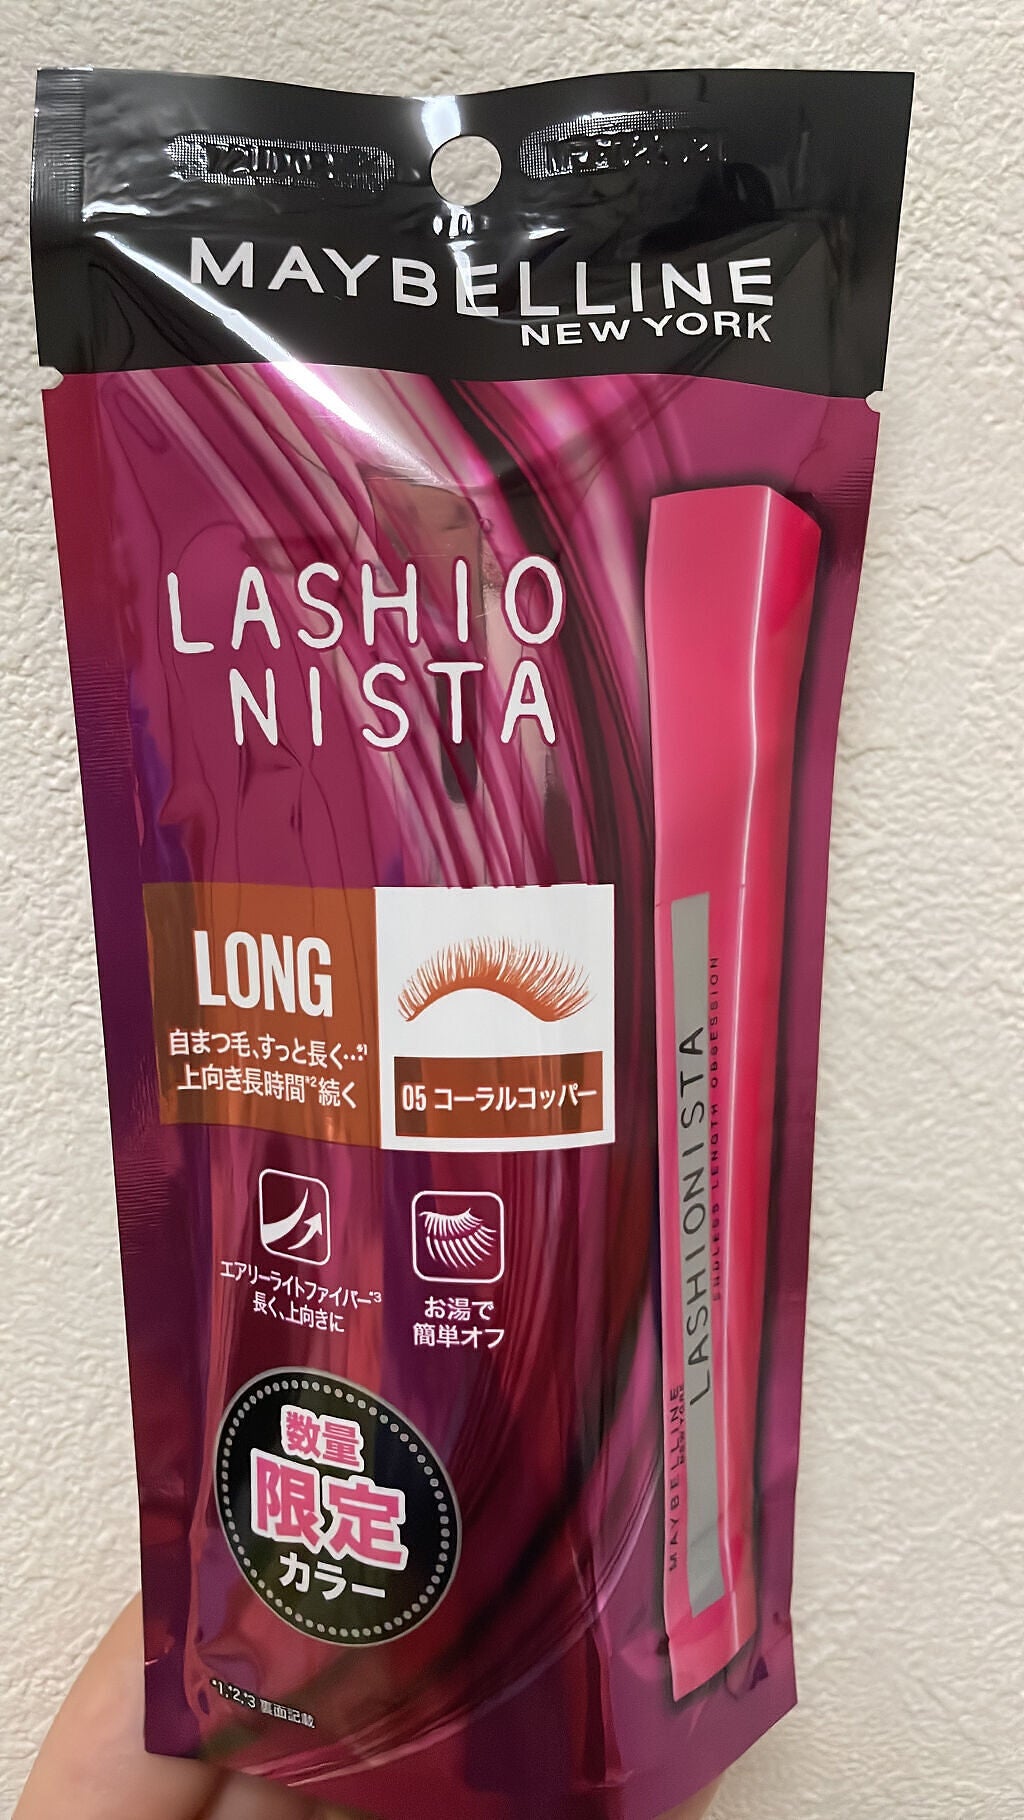 MAYBELLINE
NEW YORK
LASHIO
NISTA
LONG
自まつ毛、すっと長く…*1
上向き長時間*2続く
05 コーラルコッパー
エアリーライトファイバー*3
長く、上向きに
お湯で
簡単オフ
数量
限定
カラー
*1,*2,*3 裏面記載
MAYBELLINE
NEW YORK
LASHIONISTA
ENDLESS LENGTH OBSESSION